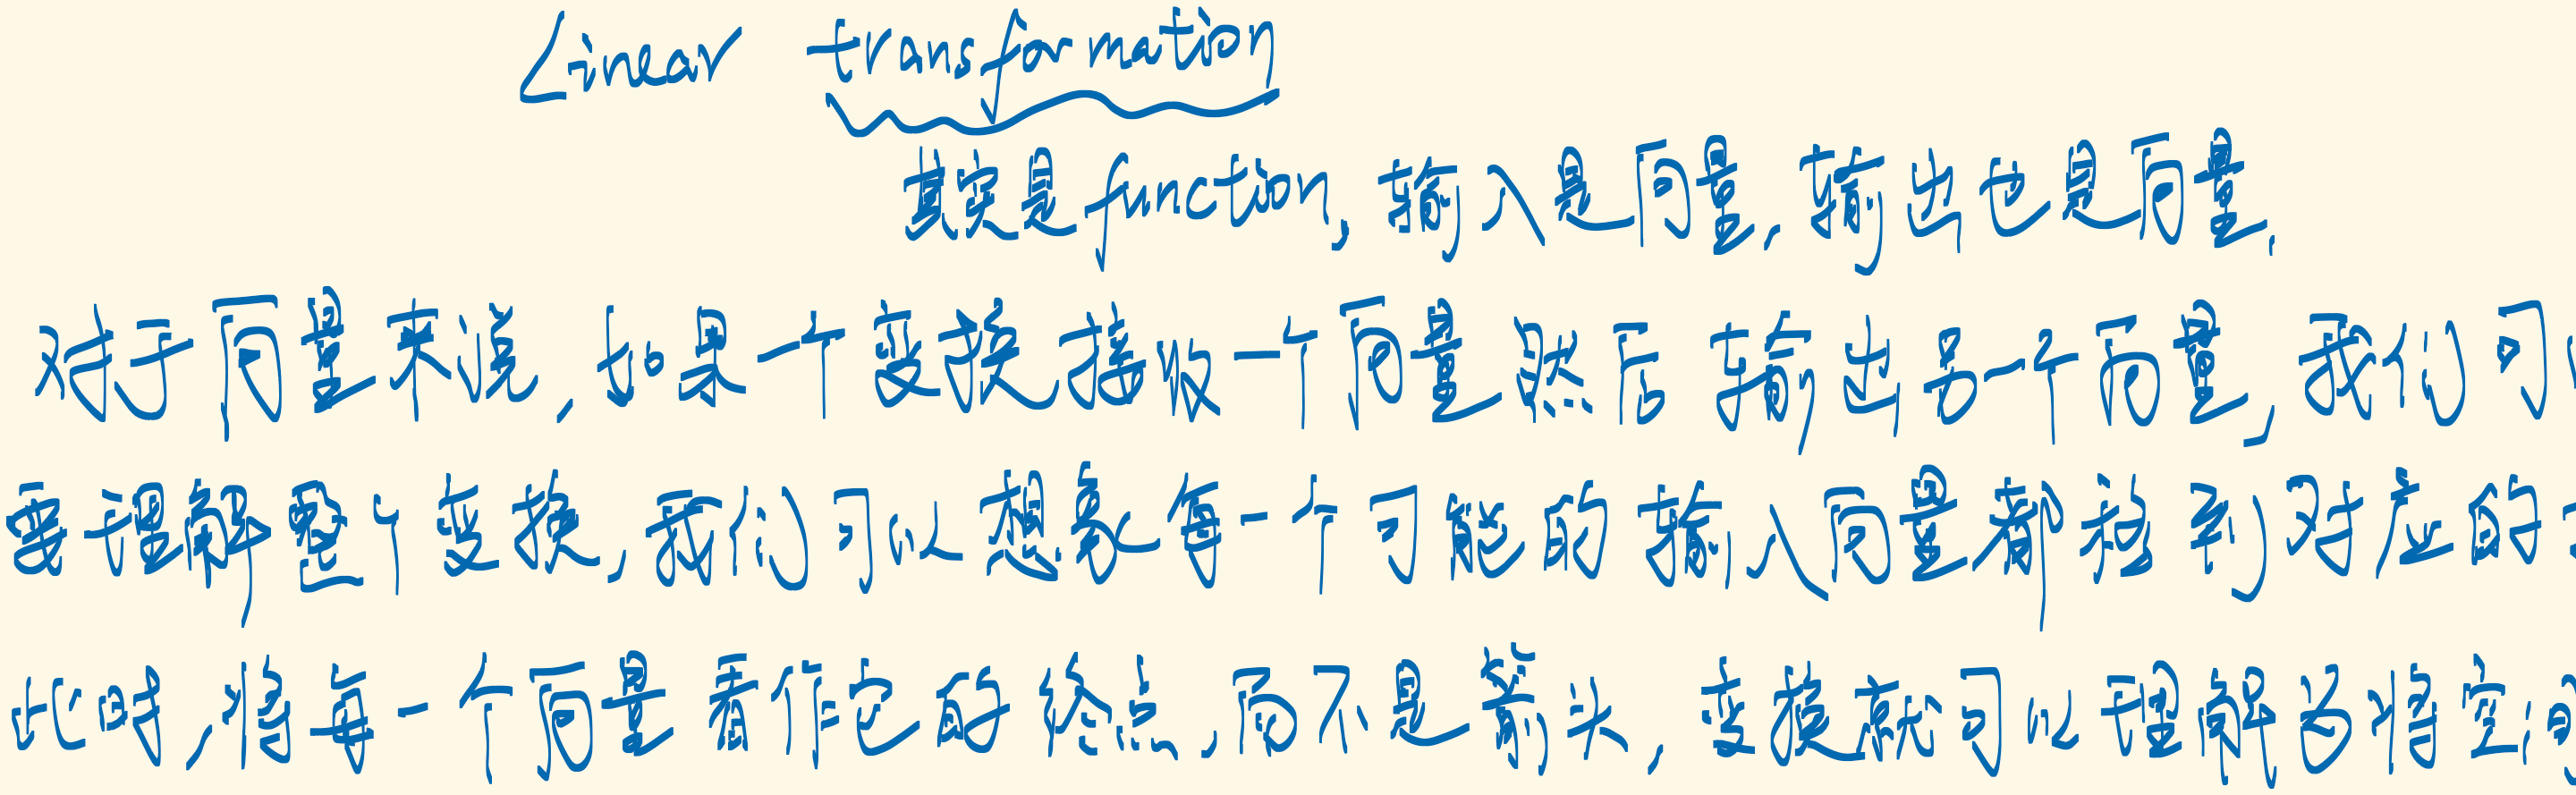 Linear transformation
其实是function, 输入是向量, 输出也是向量.
对于向量来说, 如果一个变换接收一个向量然后输出另一个向量, 我们可
要理解整个变换, 我们可以想象每一个可能的输入向量都移到对应的
此时, 将每一个向量看作它的终点, 而不是箭头, 变换就可以理解为将空间